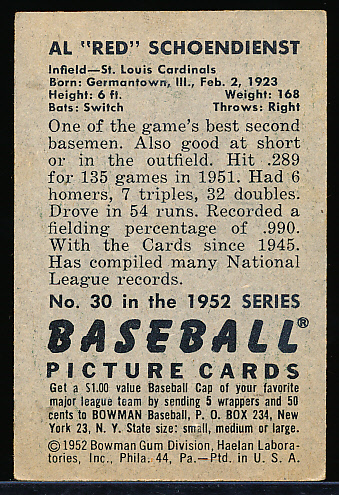 AL "RED" SCHOENDIENST
Infield—St. Louis Cardinals
Born: Germantown, Ill., Feb. 2, 1923
Height: 6 ft. Weight: 168
Bats: Switch Throws: Right
One of the game's best second
basemen. Also good at short
or in the outfield. Hit .289
for 135 games in 1951. Had 6
homers, 7 triples, 32 doubles.
Drove in 54 runs. Recorded a
fielding percentage of .990.
With the Cards since 1945.
Has compiled many National
League records.
No. 30 in the 1952 SERIES
BASEBALL®
PICTURE CARDS
Get a $1.00 value Baseball Cap of your favorite
major league team by sending 5 wrappers and 50
cents to BOWMAN Baseball, P. O. BOX 234, New
York 23, N. Y. State size: small, medium or large.
©1952 Bowman Gum Division, Haelan Labora-
tories, Inc., Phila. 44, Pa.—Ptd. in U. S. A.